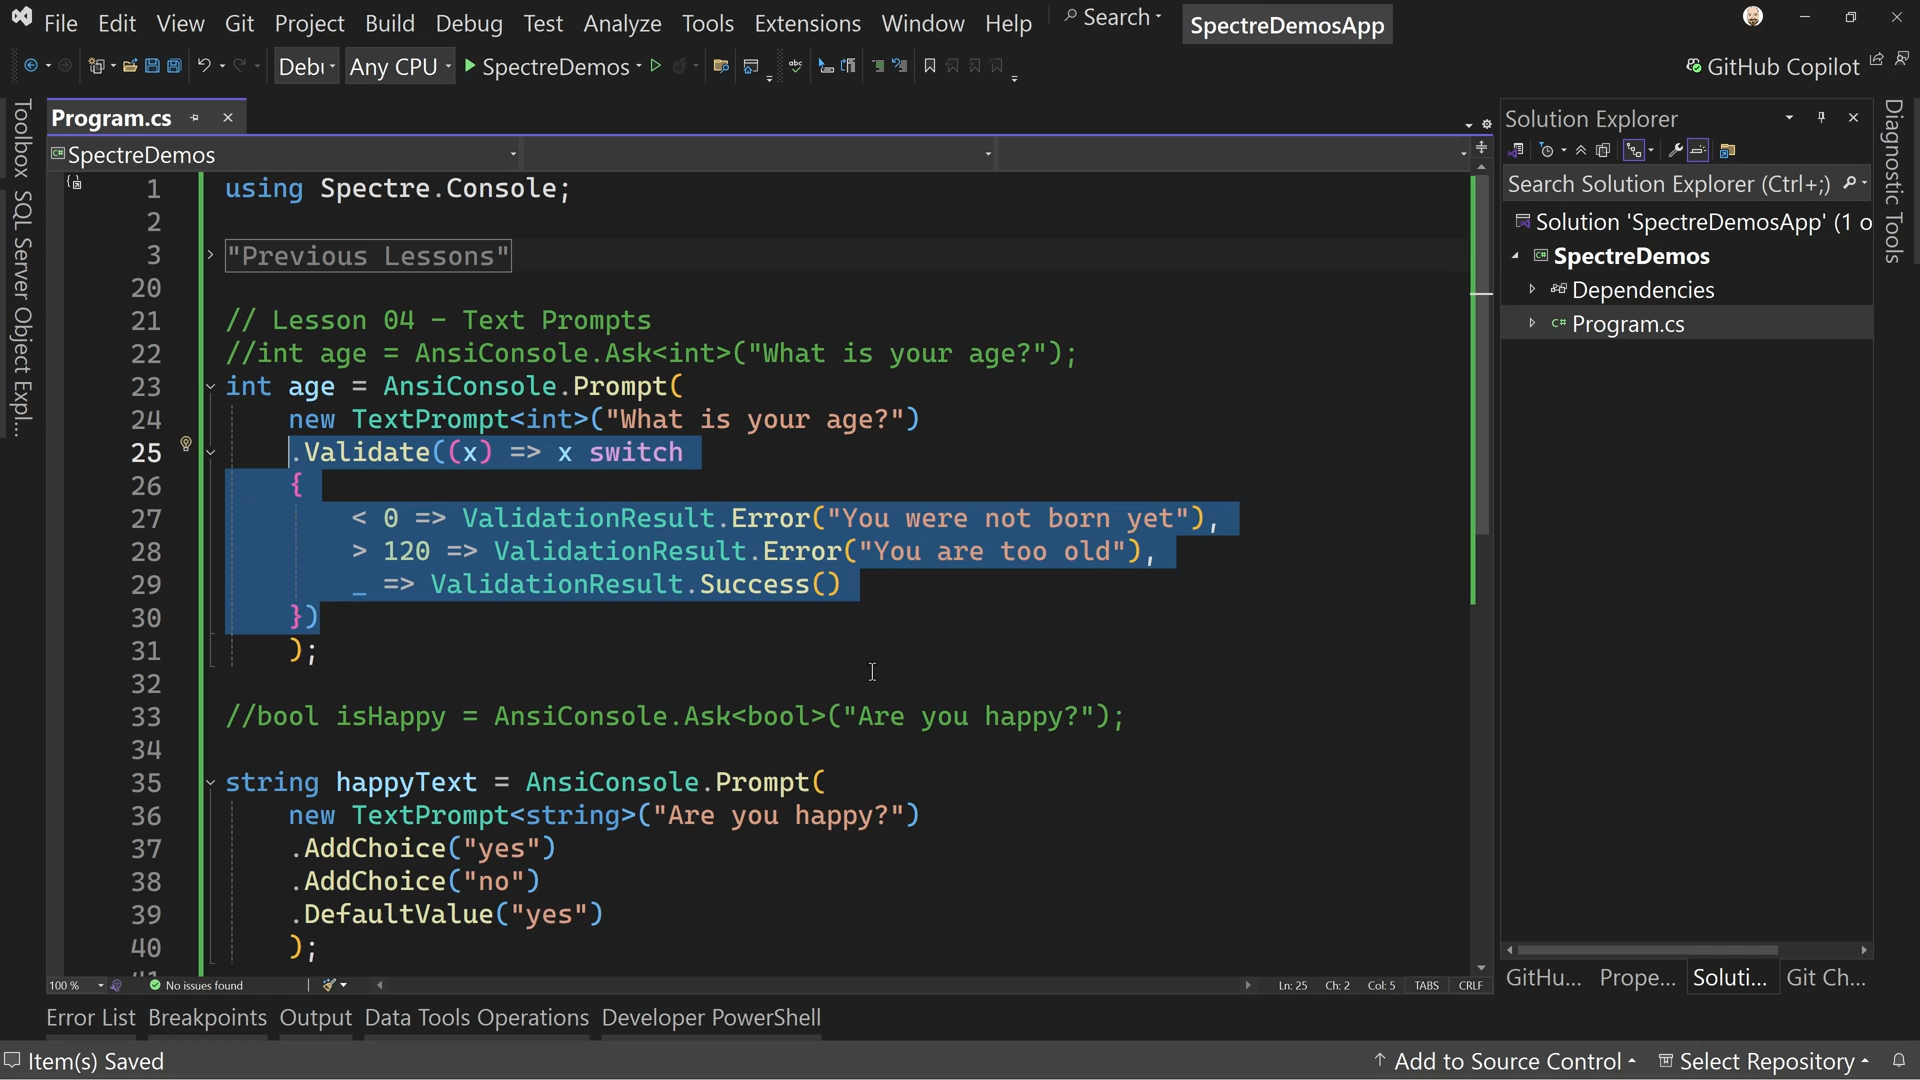 File Edit View Git Project Build Debug Test Analyze Tools Extensions Window Help Search SpectreDemosApp
Any CPU SpectreDemos GitHub Copilot
Toolbox
SQL Server Object Expl...
Program.cs
SpectreDemos
1 using Spectre.Console;
2
3 "Previous Lessons"
20
21 // Lesson 04 - Text Prompts
22 //int age = AnsiConsole.Ask<int>("What is your age?");
23 int age = AnsiConsole.Prompt(
24 new TextPrompt<int>("What is your age?")
25 .Validate((x) => x switch
26 {
27 < 0 => ValidationResult.Error("You were not born yet"),
28 > 120 => ValidationResult.Error("You are too old"),
29 _ => ValidationResult.Success()
30 })
31 );
32
33 //bool isHappy = AnsiConsole.Ask<bool>("Are you happy?");
34
35 string happyText = AnsiConsole.Prompt(
36 new TextPrompt<string>("Are you happy?")
37 .AddChoice("yes")
38 .AddChoice("no")
39 .DefaultValue("yes")
40 );
100 % No issues found Ln: 25 Ch: 2 Col: 5 TABS CRLF
Solution Explorer
Search Solution Explorer (Ctrl+;)
Solution 'SpectreDemosApp' (1 o
SpectreDemos
Dependencies
C# Program.cs
GitHu... Prope... Soluti... Git Ch...
Diagnostic Tools
Error List Breakpoints Output Data Tools Operations Developer PowerShell
Item(s) Saved Add to Source Control Select Repository